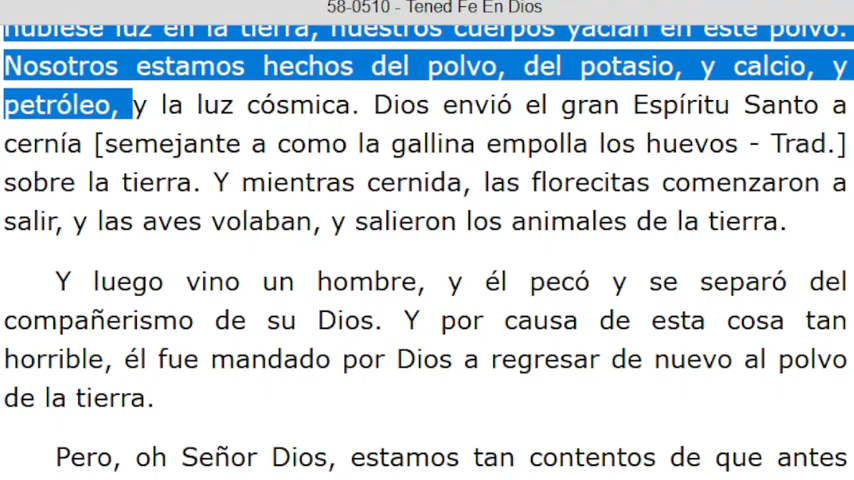 58-0510 - Tened Fe En Dios
hubiese luz en la tierra, nuestros cuerpos yacían en este polvo.
Nosotros estamos hechos del polvo, del potasio, y calcio, y
petróleo, y la luz cósmica. Dios envió el gran Espíritu Santo a
cernía [semejante a como la gallina empolla los huevos - Trad.]
sobre la tierra. Y mientras cernida, las florecitas comenzaron a
salir, y las aves volaban, y salieron los animales de la tierra.
Y luego vino un hombre, y él pecó y se separó del
compañerismo de su Dios. Y por causa de esta cosa tan
horrible, él fue mandado por Dios a regresar de nuevo al polvo
de la tierra.
Pero, oh Señor Dios, estamos tan contentos de que antes